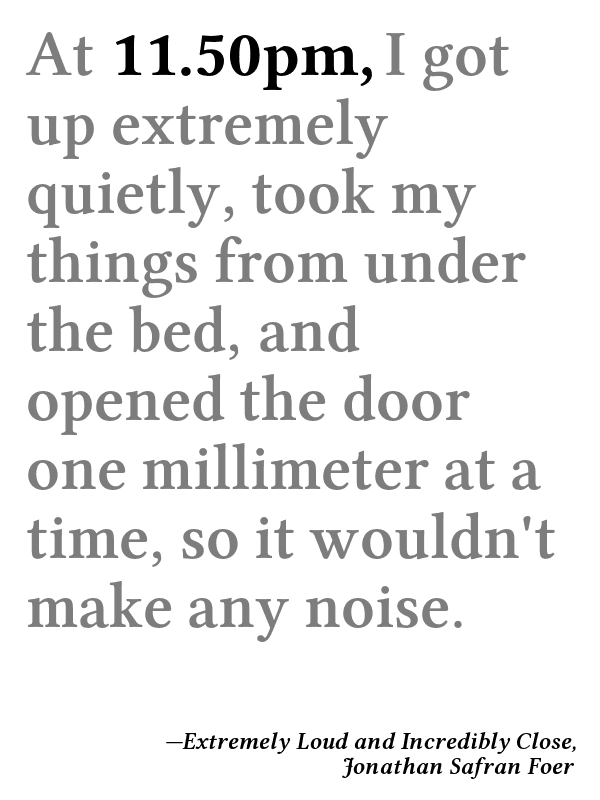 At 11.50pm, I got
up extremely
quietly, took my
things from under
the bed, and
opened the door
one millimeter at a
time, so it wouldn't
make any noise.
—Extremely Loud and Incredibly Close,
Jonathan Safran Foer